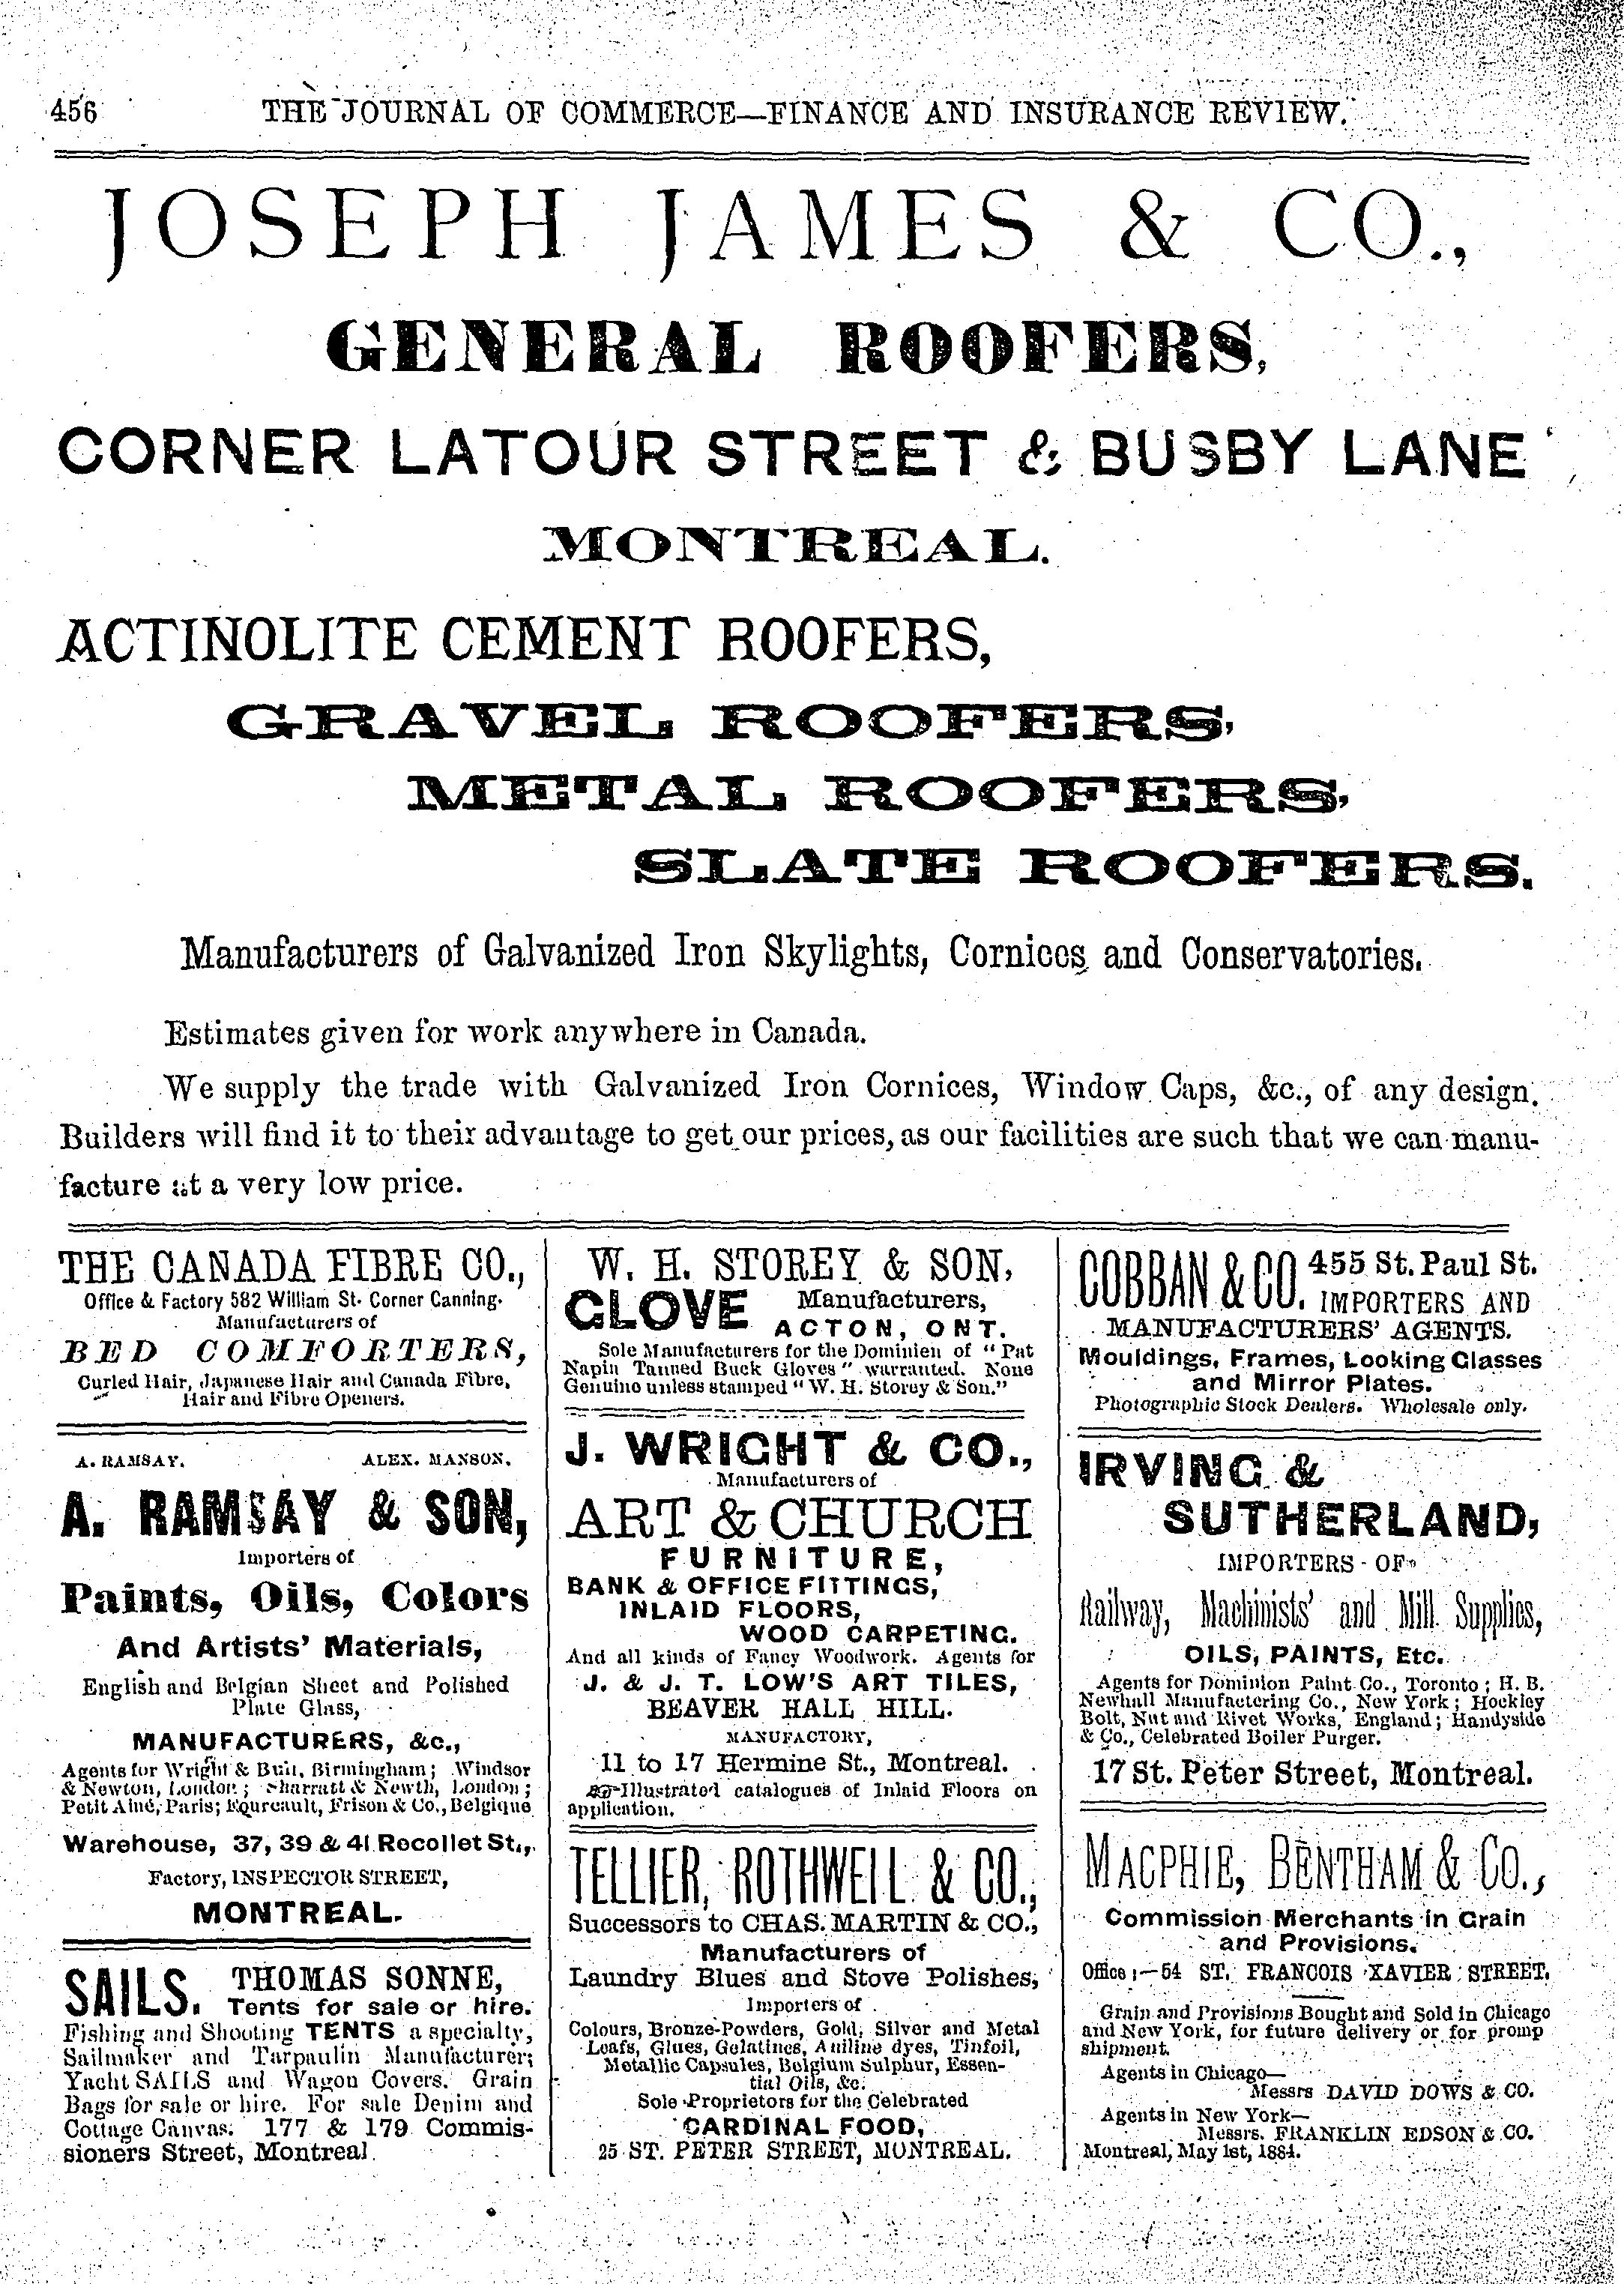 456 THE JOURNAL OF COMMERCE—FINANCE AND INSURANCE REVIEW.
JOSEPH JAMES & CO.,
GENERAL ROOFERS,
CORNER LATOUR STREET & BUSBY LANE
MONTREAL.
ACTINOLITE CEMENT ROOFERS,
GRAVEL ROOFERS,
METAL ROOFERS,
SLATE ROOFERS.
Manufacturers of Galvanized Iron Skylights, Cornices and Conservatories.
Estimates given for work anywhere in Canada.
We supply the trade with Galvanized Iron Cornices, Window Caps, &c., of any design.
Builders will find it to their advantage to get our prices, as our facilities are such that we can manu-
facture at a very low price.
THE CANADA FIBRE CO.,
Office & Factory 582 William St. Corner Canning.
Manufacturers of
BED COMFORTERS,
Curled Hair, Japanese Hair and Canada Fibre,
Hair and Fibre Openers.
A. RAMSAY. ALEX. MANSON.
A. RAMSAY & SON,
Importers of
Paints, Oils, Colors
And Artists' Materials,
English and Belgian Sheet and Polished
Plate Glass,
MANUFACTURERS, &c.,
Agents for Wright & Butl, Birmingham; Windsor
& Newton, London; Sharratt & Newth, London;
Petit Ainé, Paris; Fourcault, Frison & Co., Belgique
Warehouse, 37, 39 & 41 Recollet St.,
Factory, INSPECTOR STREET,
MONTREAL.
SAILS. THOMAS SONNE,
Tents for sale or hire.
Fishing and Shooting TENTS a specialty,
Sailmaker and Tarpaulin Manufacturer;
Yacht SAILS and Wagon Covers. Grain
Bags for sale or hire. For sale Denim and
Cottage Canvas. 177 & 179 Commis-
sioners Street, Montreal.
W. H. STOREY & SON,
GLOVE Manufacturers,
ACTON, ONT.
Sole Manufacturers for the Dominion of "Pat
Napin Tanned Buck Gloves" warranted. None
Genuine unless stamped "W. H. Storey & Son."
J. WRIGHT & CO.,
Manufacturers of
ART & CHURCH
FURNITURE,
BANK & OFFICE FITTINGS,
INLAID FLOORS,
WOOD CARPETING.
And all kinds of Fancy Woodwork. Agents for
J. & J. T. LOW'S ART TILES,
BEAVER HALL HILL.
MANUFACTORY,
11 to 17 Hermine St., Montreal.
☞Illustrated catalogues of Inlaid Floors on
application.
TELLIER, ROTHWELL & CO.,
Successors to CHAS. MARTIN & CO.,
Manufacturers of
Laundry Blues and Stove Polishes,
Importers of
Colours, Bronze-Powders, Gold, Silver and Metal
Leafs, Glues, Gelatines, Aniline dyes, Tinfoil,
Metallic Capsules, Belgium Sulphur, Essen-
tial Oils, &c.
Sole Proprietors for the Celebrated
CARDINAL FOOD,
25 ST. PETER STREET, MONTREAL.
COBBAN & CO. 455 St. Paul St.
IMPORTERS AND
MANUFACTURERS' AGENTS.
Mouldings, Frames, Looking Glasses
and Mirror Plates.
Photographic Stock Dealers. Wholesale only.
IRVING &
SUTHERLAND,
IMPORTERS OF
Railway, Machinists' and Mill Supplies,
OILS, PAINTS, Etc.
Agents for Dominion Paint Co., Toronto; H. B.
Newhall Manufactering Co., New York; Hockley
Bolt, Nut and Rivet Works, England; Handyside
& Co., Celebrated Boiler Purger.
17 St. Peter Street, Montreal.
MACPHIE, BENTHAM & CO.,
Commission Merchants in Grain
and Provisions.
Office:—54 ST. FRANCOIS XAVIER STREET.
Grain and Provisions Bought and Sold in Chicago
and New York, for future delivery or for promp
shipment.
Agents in Chicago—
Messrs DAVID DOWS & CO.
Agents in New York—
Messrs. FRANKLIN EDSON & CO.
Montreal, May 1st, 1884.